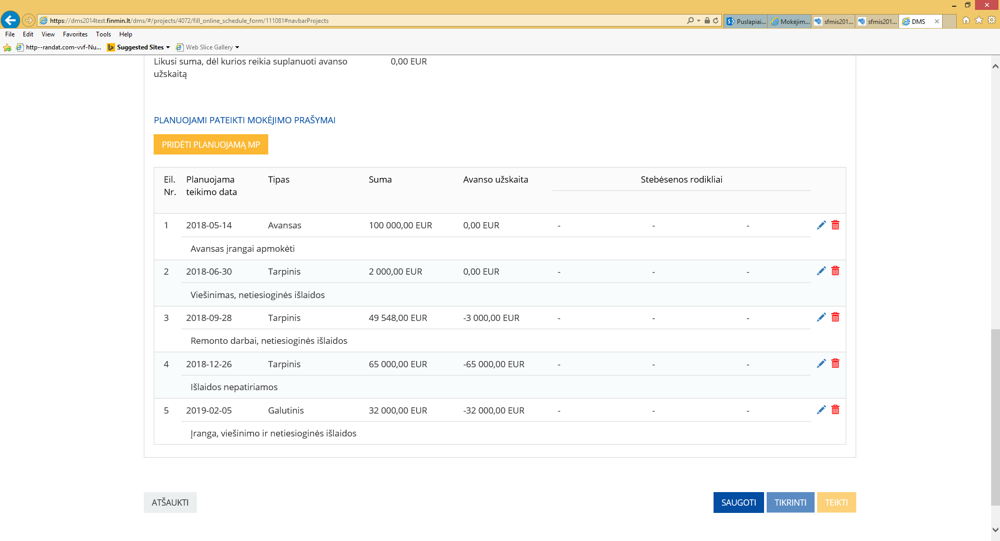 https://dms2014test.finmin.lt/dms/#/projects/4072/fill_online_schedule_form/111081#navbarProjects
Puslapiai...
Mokėjim...
sfmis201...
sfmis201...
DMS
File Edit View Favorites Tools Help
http--randat.com-vvf-Nu... Suggested Sites Web Slice Gallery
Likusi suma, dėl kurios reikia suplanuoti avanso 0,00 EUR
užskaitą
PLANUOJAMI PATEIKTI MOKĖJIMO PRAŠYMAI
PRIDĖTI PLANUOJAMĄ MP
Eil. Planuojama Tipas Suma Avanso užskaita Stebėsenos rodikliai
Nr. teikimo data
1 2018-05-14 Avansas 100 000,00 EUR 0,00 EUR - - -
Avansas įrangai apmokėti
2 2018-06-30 Tarpinis 2 000,00 EUR 0,00 EUR - - -
Viešinimas, netiesioginės išlaidos
3 2018-09-28 Tarpinis 49 548,00 EUR -3 000,00 EUR - - -
Remonto darbai, netiesioginės išlaidos
4 2018-12-26 Tarpinis 65 000,00 EUR -65 000,00 EUR - - -
Išlaidos nepatiriamos
5 2019-02-05 Galutinis 32 000,00 EUR -32 000,00 EUR - - -
Įranga, viešinimo ir netiesioginės išlaidos
ATŠAUKTI SAUGOTI TIKRINTI TEIKTI